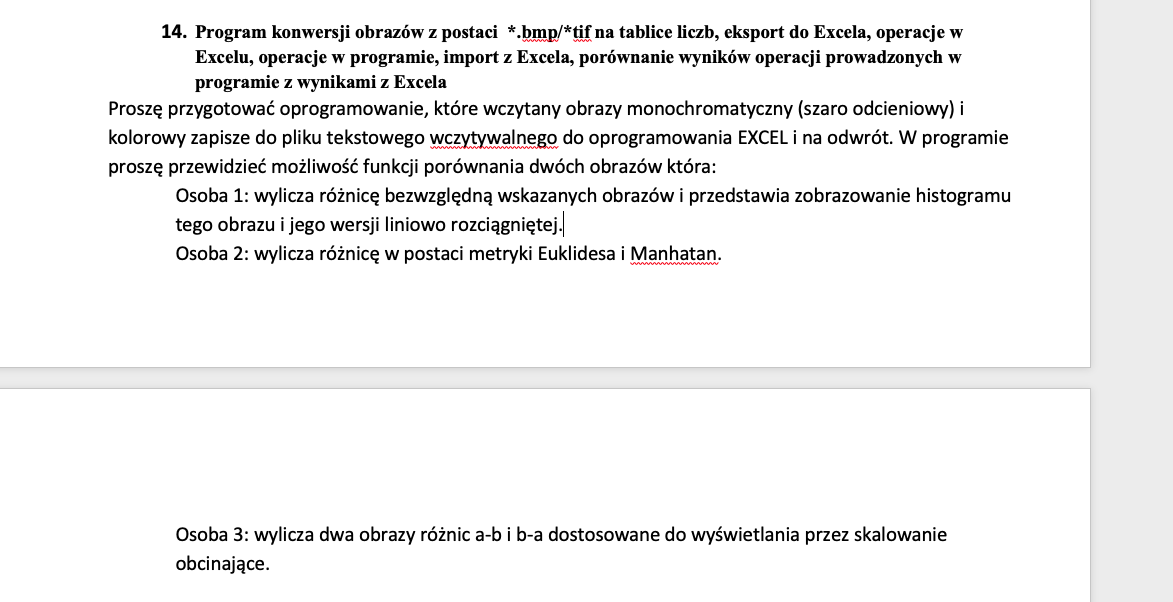 14. Program konwersji obrazów z postaci *.bmp/*tif na tablice liczb, eksport do Excela, operacje w
Excelu, operacje w programie, import z Excela, porównanie wyników operacji prowadzonych w
programie z wynikami z Excela
Proszę przygotować oprogramowanie, które wczytany obrazy monochromatyczny (szaro odcieniowy) i
kolorowy zapisze do pliku tekstowego wczytywalnego do oprogramowania EXCEL i na odwrót. W programie
proszę przewidzieć możliwość funkcji porównania dwóch obrazów która:
Osoba 1: wylicza różnicę bezwzględną wskazanych obrazów i przedstawia zobrazowanie histogramu
tego obrazu i jego wersji liniowo rozciągniętej.
Osoba 2: wylicza różnicę w postaci metryki Euklidesa i Manhatan.
Osoba 3: wylicza dwa obrazy różnic a-b i b-a dostosowane do wyświetlania przez skalowanie
obcinające.